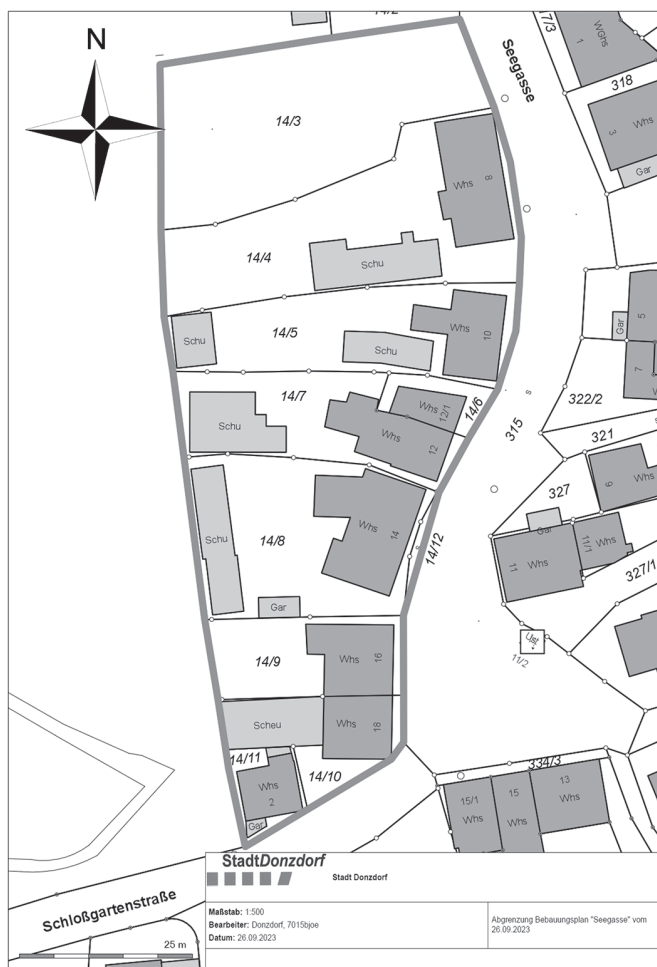 14/2
17/3
WGhs
1
N
Seegasse
318
14/3
Whs
3
Gar
Whs
8
14/4
Schu
5
Gar
14/5
Schu
Schu
Whs
10
7
14/7
14/6
Whs
12/1
315
s
322/2
Schu
Whs
12
321
327
6
Whs
14/8
Schu
Whs
14
14/12
s
Gar
11
Whs
11/1
Whs
327/1
Gar
Ust
11/2
14/9
Whs
16
Scheu
Whs
18
14/11
14/10
334/3
Whs
2
Gar
15/1
Whs
15
Whs
13
Whs
StadtDonzdorf
Stadt Donzdorf
Schloßgartenstraße
25 m
Maßstab: 1:500
Bearbeiter: Donzdorf, 7015bjoe
Datum: 26.09.2023
Abgrenzung Bebauungsplan "Seegasse" vom
26.09.2023